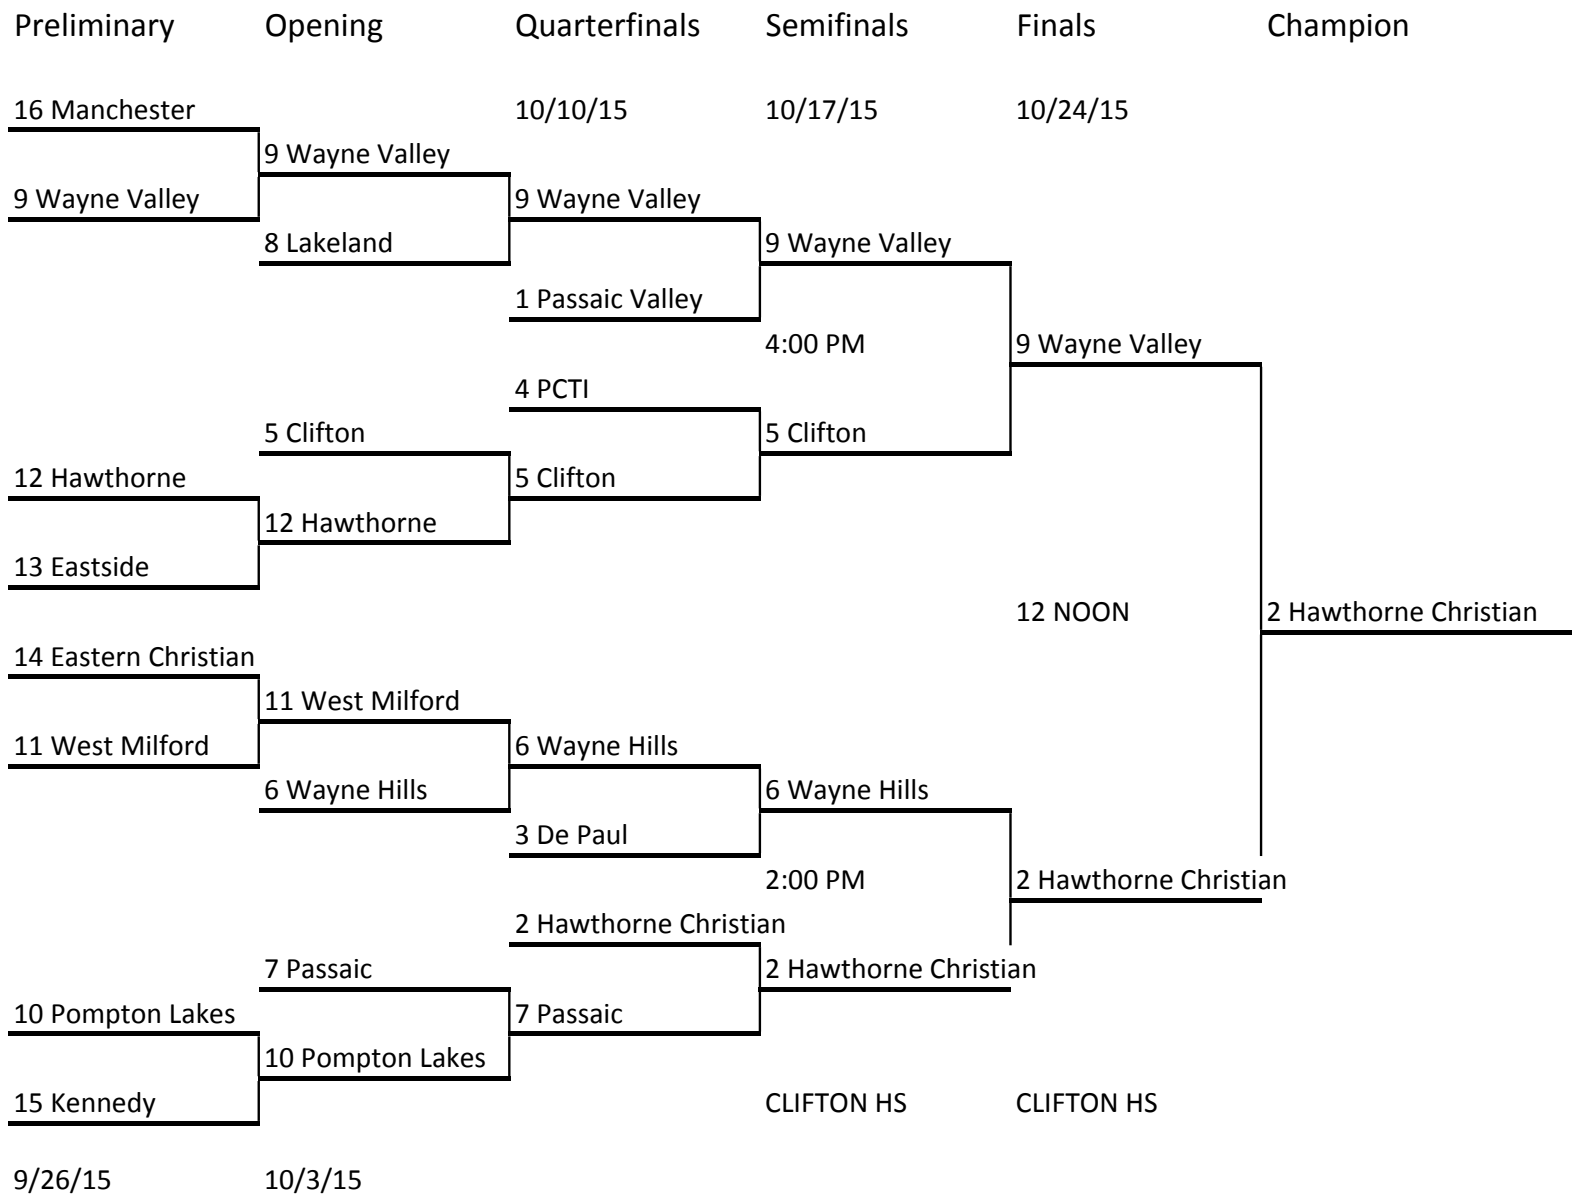 Preliminary Opening Quarterfinals Semifinals Finals Champion
16 Manchester 10/10/15 10/17/15 10/24/15
9 Wayne Valley
9 Wayne Valley 9 Wayne Valley
8 Lakeland 9 Wayne Valley
1 Passaic Valley
4:00 PM 9 Wayne Valley
4 PCTI
5 Clifton 5 Clifton
12 Hawthorne 5 Clifton
12 Hawthorne
13 Eastside
12 NOON 2 Hawthorne Christian
14 Eastern Christian
11 West Milford
11 West Milford 6 Wayne Hills
6 Wayne Hills 6 Wayne Hills
3 De Paul
2:00 PM 2 Hawthorne Christian
2 Hawthorne Christian
7 Passaic 2 Hawthorne Christian
10 Pompton Lakes 7 Passaic
10 Pompton Lakes
15 Kennedy CLIFTON HS CLIFTON HS
9/26/15 10/3/15